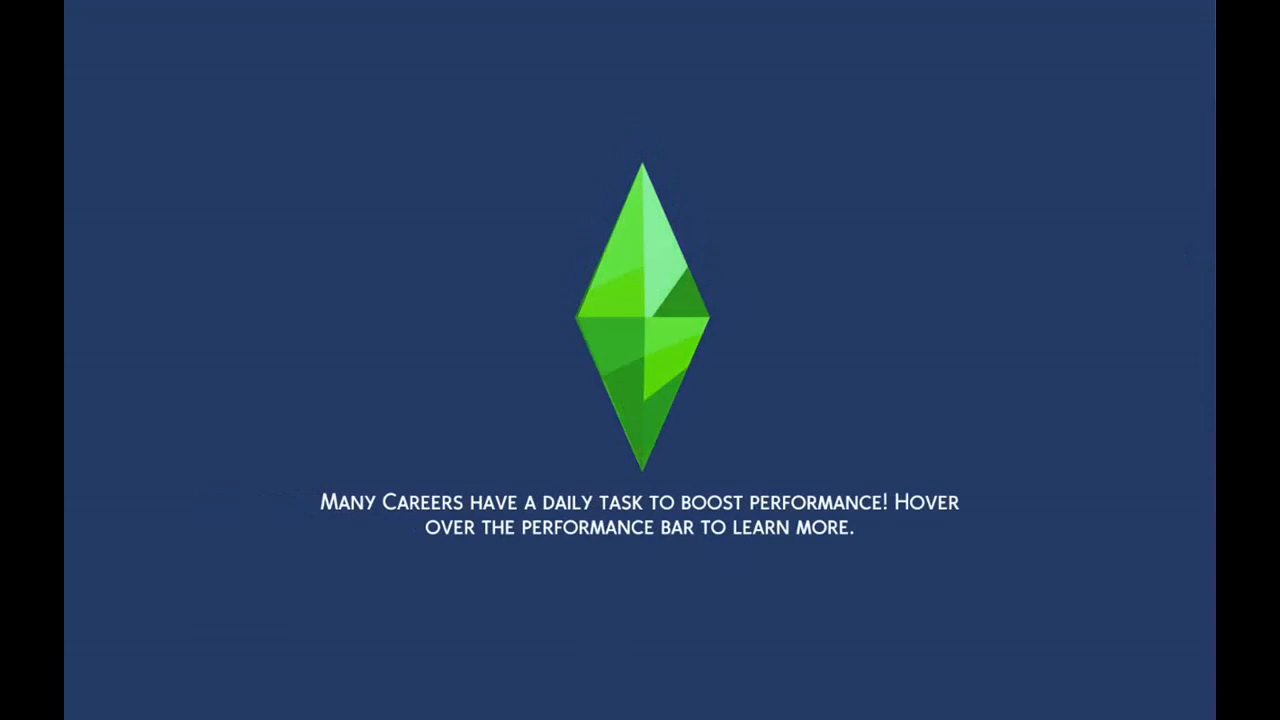 Many Careers have a daily task to boost performance! Hover
over the performance bar to learn more.